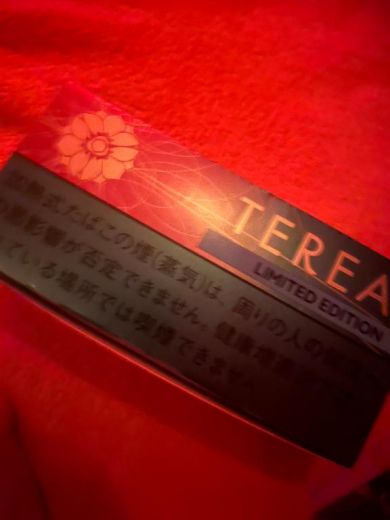 TEREA
LIMITED EDITION
式たばこの煙(蒸気)は、周りの人の
影響が否定できません。健康増進
ている場所では喫煙できません